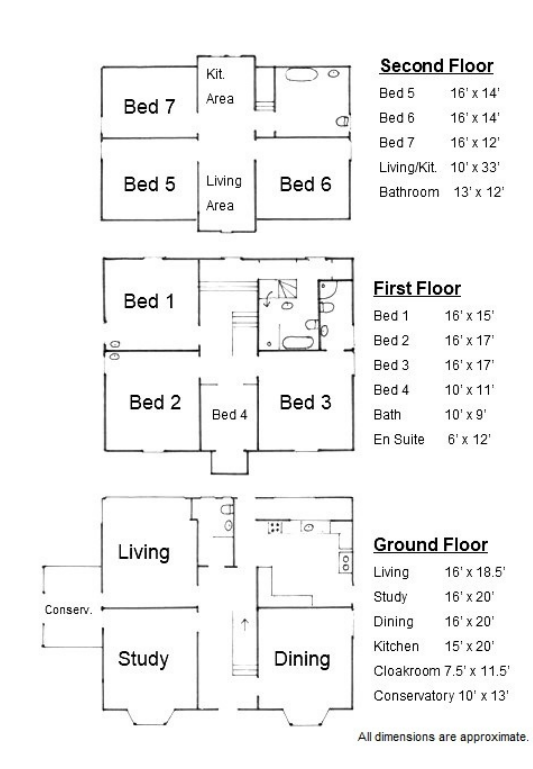 Kit.
Area
Bed 7
Bed 5
Living
Area
Bed 6
Second Floor
Bed 5 16' x 14'
Bed 6 16' x 14'
Bed 7 16' x 12'
Living/Kit. 10' x 33'
Bathroom 13' x 12'
Bed 1
Bed 2
Bed 4
Bed 3
First Floor
Bed 1 16' x 15'
Bed 2 16' x 17'
Bed 3 16' x 17'
Bed 4 10' x 11'
Bath 10' x 9'
En Suite 6' x 12'
Living
Conserv.
Study
Dining
Ground Floor
Living 16' x 18.5'
Study 16' x 20'
Dining 16' x 20'
Kitchen 15' x 20'
Cloakroom 7.5' x 11.5'
Conservatory 10' x 13'
All dimensions are approximate.